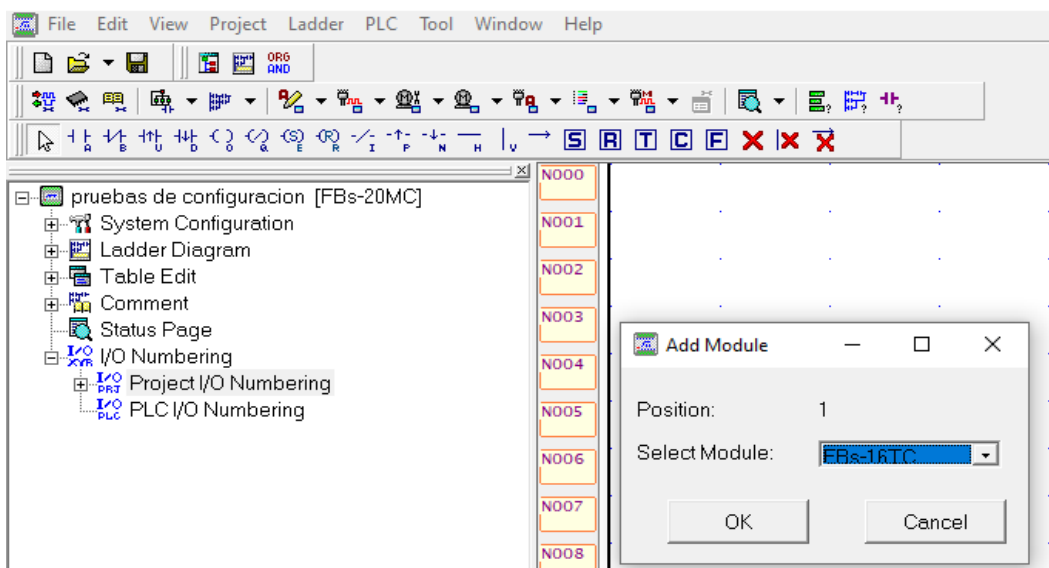 File Edit View Project Ladder PLC Tool Window Help
ORG
AND
A B U D O Q E R I P N H V S R T C F
pruebas de configuracion [FBs-20MC]
System Configuration
Ladder Diagram
Table Edit
Comment
Status Page
I/O Numbering
Project I/O Numbering
PLC I/O Numbering
N000
N001
N002
N003
N004
N005
N006
N007
N008
Add Module
Position: 1
Select Module: FBs-16TC
OK Cancel